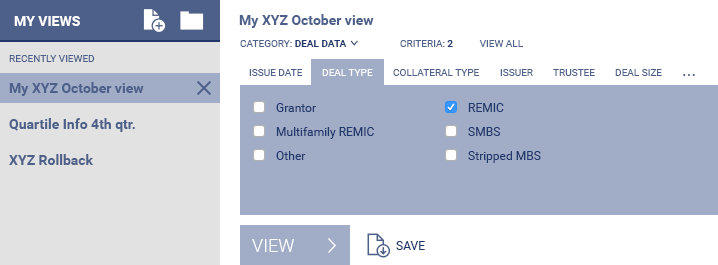 MY VIEWS
RECENTLY VIEWED
My XYZ October view
Quartile Info 4th qtr.
XYZ Rollback
My XYZ October view
CATEGORY: DEAL DATA CRITERIA: 2 VIEW ALL
ISSUE DATE DEAL TYPE COLLATERAL TYPE ISSUER TRUSTEE DEAL SIZE ...
Grantor REMIC
Multifamily REMIC SMBS
Other Stripped MBS
VIEW SAVE